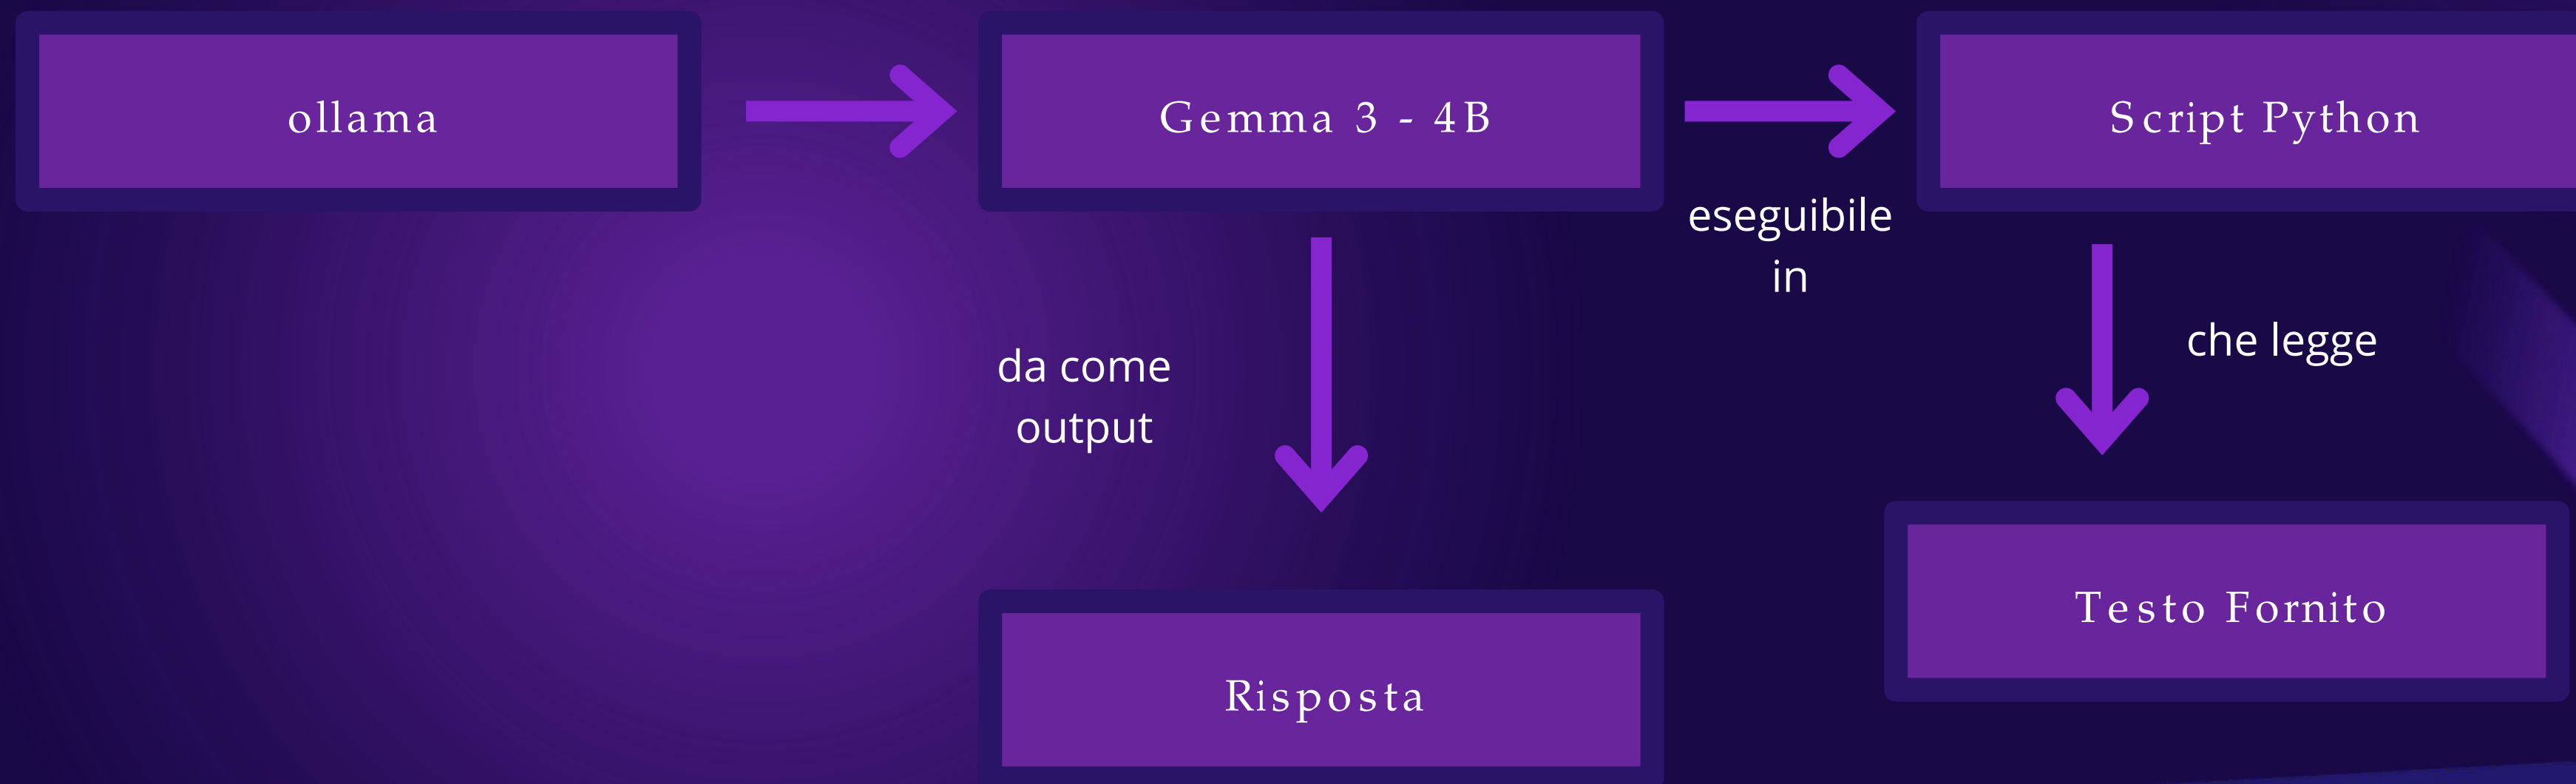 ollama
Gemma 3 - 4B
Script Python
eseguibile
in
da come
output
che legge
Testo Fornito
Risposta